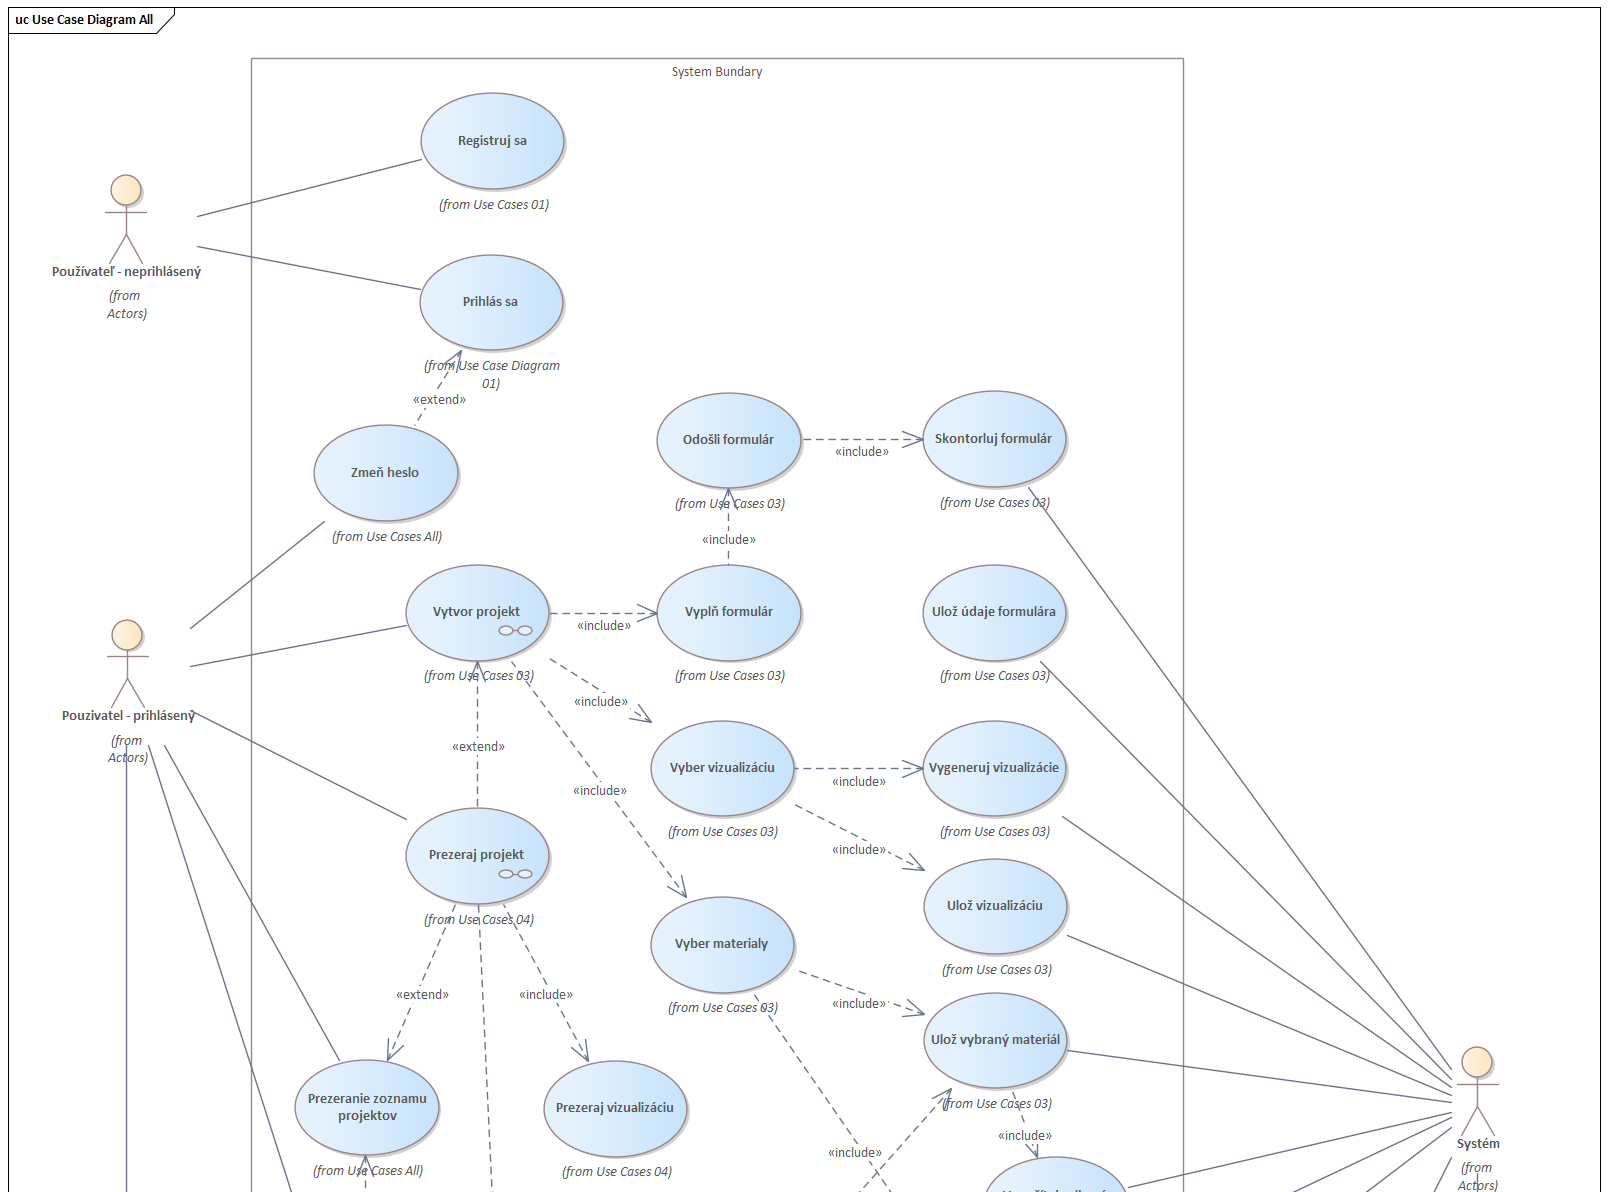 uc Use Case Diagram All
System Bundary
Registruj sa
(from Use Cases 01)
Používateľ - neprihlásený
(from
Actors)
Prihlás sa
(from Use Case Diagram
01)
«extend»
Zmeň heslo
(from Use Cases All)
Odošli formulár
(from Use Cases 03)
«include»
Skontorluj formulár
(from Use Cases 03)
«include»
Vytvor projekt
(from Use Cases 03)
«include»
Vyplň formulár
(from Use Cases 03)
Ulož údaje formulára
(from Use Cases 03)
Pouzivatel - prihlásený
(from
Actors)
«include»
«extend»
«include»
Vyber vizualizáciu
(from Use Cases 03)
«include»
Vygeneruj vizualizácie
(from Use Cases 03)
«include»
Prezeraj projekt
(from Use Cases 04)
Ulož vizualizáciu
(from Use Cases 03)
Vyber materialy
(from Use Cases 03)
«extend»
«include»
«include»
Ulož vybraný materiál
(from Use Cases 03)
Prezeranie zoznamu
projektov
(from Use Cases All)
Prezeraj vizualizáciu
(from Use Cases 04)
«include»
«include»
Systém
(from
Actors)